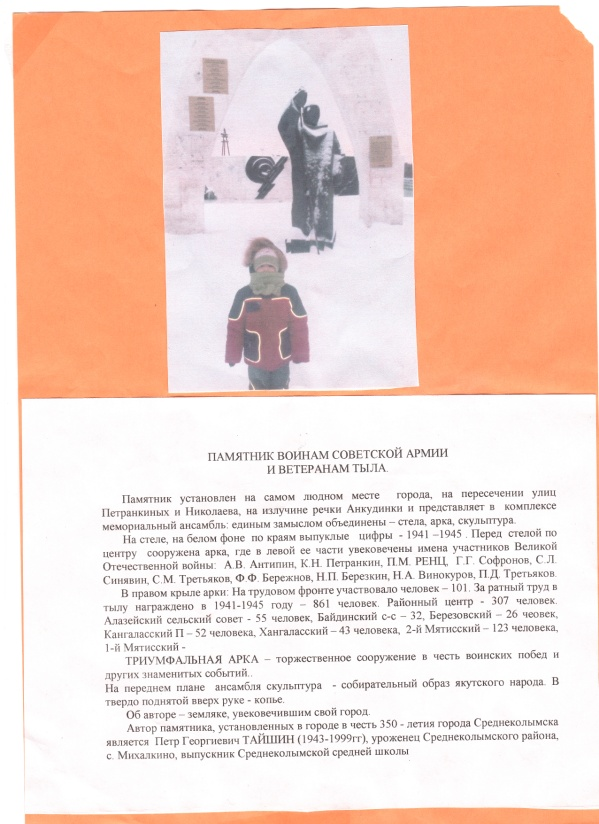 ПАМЯТНИК ВОИНАМ СОВЕТСКОЙ АРМИИ
И ВЕТЕРАНАМ ТЫЛА.
Памятник установлен на самом людном месте города, на пересечении улиц
Петранкиных и Николаева, на излучине речки Анкудинки и представляет в комплексе
мемориальный ансамбль: единым замыслом объединены – стела, арка, скульптура.
На стеле, на белом фоне по краям выпуклые цифры - 1941 –1945 . Перед стелой по
центру сооружена арка, где в левой ее части увековечены имена участников Великой
Отечественной войны: А.В. Антипин, К.Н. Петранкин, П.М. РЕНЦ, Г.Г. Софронов, С.Л.
Синявин, С.М. Третьяков, Ф.Ф. Бережнов, Н.П. Березкин, Н.А. Винокуров, П.Д. Третьяков.
В правом крыле арки: На трудовом фронте участвовало человек – 101. За ратный труд в
тылу награждено в 1941-1945 году – 861 человек. Районный центр - 307 человек.
Алазейский сельский совет - 55 человек, Байдинский с-с – 32, Березовский – 26 чеовек,
Кангаласский П – 52 человека, Хангаласский – 43 человека, 2-й Мятисский – 123 человека,
1-й Мятисский -
ТРИУМФАЛЬНАЯ АРКА – торжественное сооружение в честь воинских побед и
других знаменитых событий..
На переднем плане ансамбля скульптура - собирательный образ якутского народа. В
твердо поднятой вверх руке - копье.
Об авторе – земляке, увековечившим свой город.
Автор памятника, установленных в городе в честь 350 - летия города Среднеколымска
является Петр Георгиевич ТАЙШИН (1943-1999гг), уроженец Среднеколымского района,
с. Михалкино, выпускник Среднеколымской средней школы